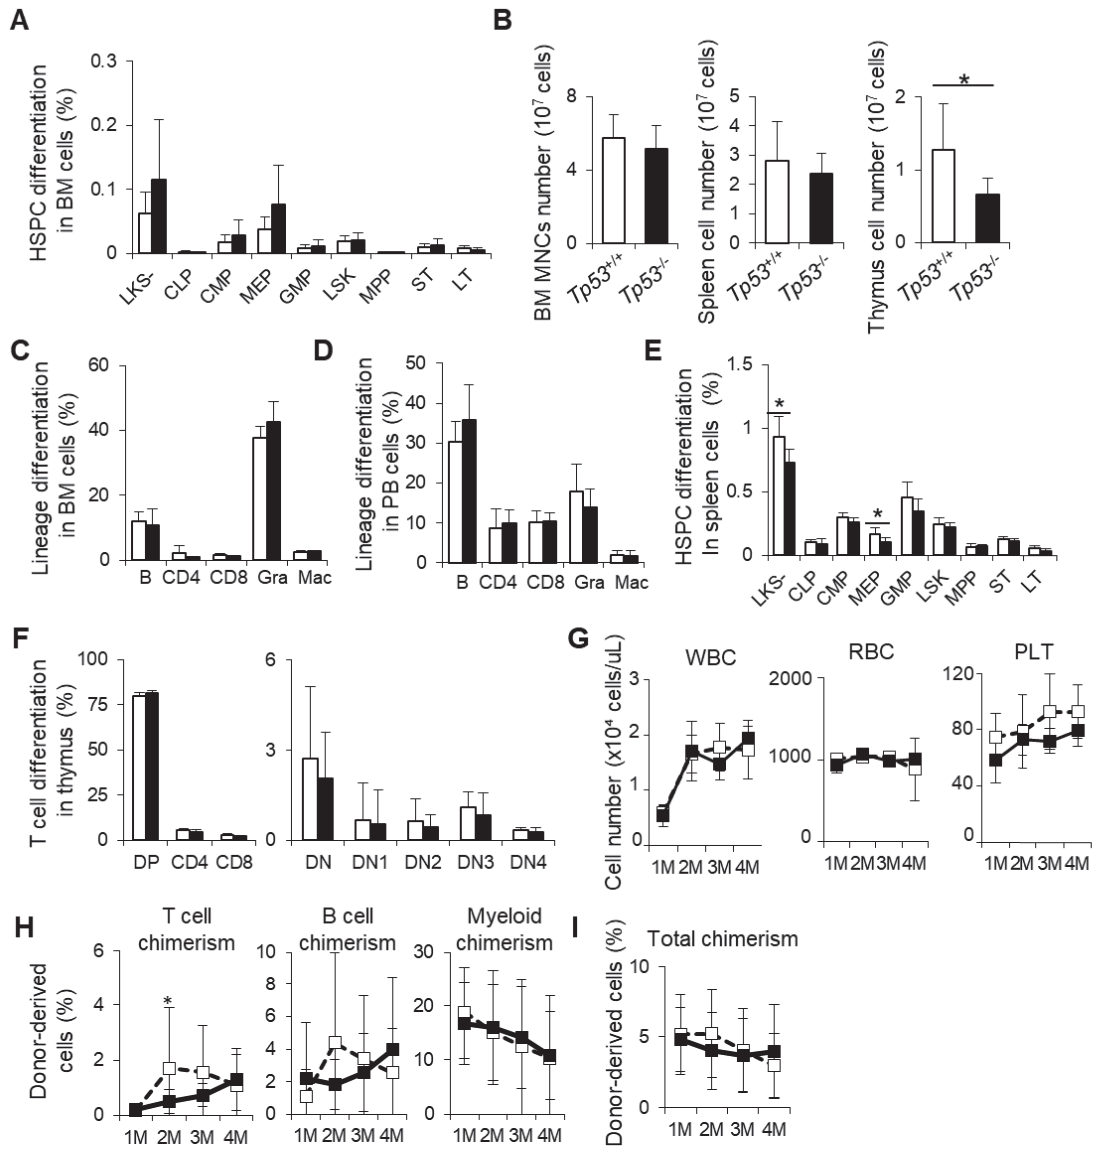 A
HSPC differentiation
in BM cells (%)
0.3
0.2
0.1
0
LKS- CLP CMP MEP GMP LSK MPP ST LT
B
BM MNCs number (10⁷ cells)
8
4
0
Tp53⁺/⁺ Tp53⁻/⁻
Spleen cell number (10⁷ cells)
5
4
3
2
1
0
Tp53⁺/⁺ Tp53⁻/⁻
Thymus cell number (10⁷ cells)
2
1
0
*
Tp53⁺/⁺ Tp53⁻/⁻
C
Lineage differentiation
in BM cells (%)
60
40
20
0
B CD4 CD8 Gra Mac
D
Lineage differentiation
in PB cells (%)
50
40
30
20
10
0
B CD4 CD8 Gra Mac
E
HSPC differentiation
In spleen cells (%)
1.5
1
0.5
0
*
*
LKS- CLP CMP MEP GMP LSK MPP ST LT
F
T cell differentiation
in thymus (%)
100
75
50
25
0
DP CD4 CD8
6
3
0
DN DN1 DN2 DN3 DN4
G
Cell number (x10⁴ cells/uL)
WBC
3
2
1
0
1M 2M 3M 4M
RBC
2000
1000
0
1M 2M 3M 4M
PLT
120
80
40
0
1M 2M 3M 4M
H
Donor-derived
cells (%)
T cell
chimerism
6
4
2
0
*
1M 2M 3M 4M
B cell
chimerism
10
8
6
4
2
0
1M 2M 3M 4M
Myeloid
chimerism
30
20
10
0
1M 2M 3M 4M
I
Donor-derived cells (%)
Total chimerism
10
5
0
1M 2M 3M 4M